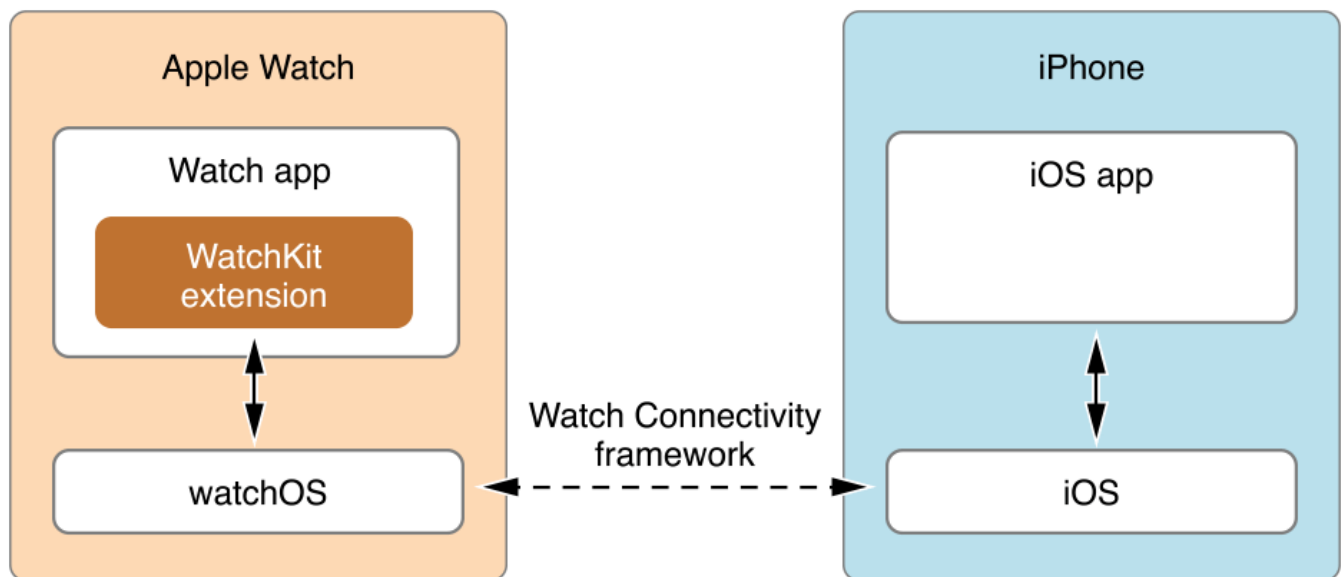 Apple Watch
Watch app
WatchKit
extension
watchOS
Watch Connectivity
framework
iPhone
iOS app
iOS